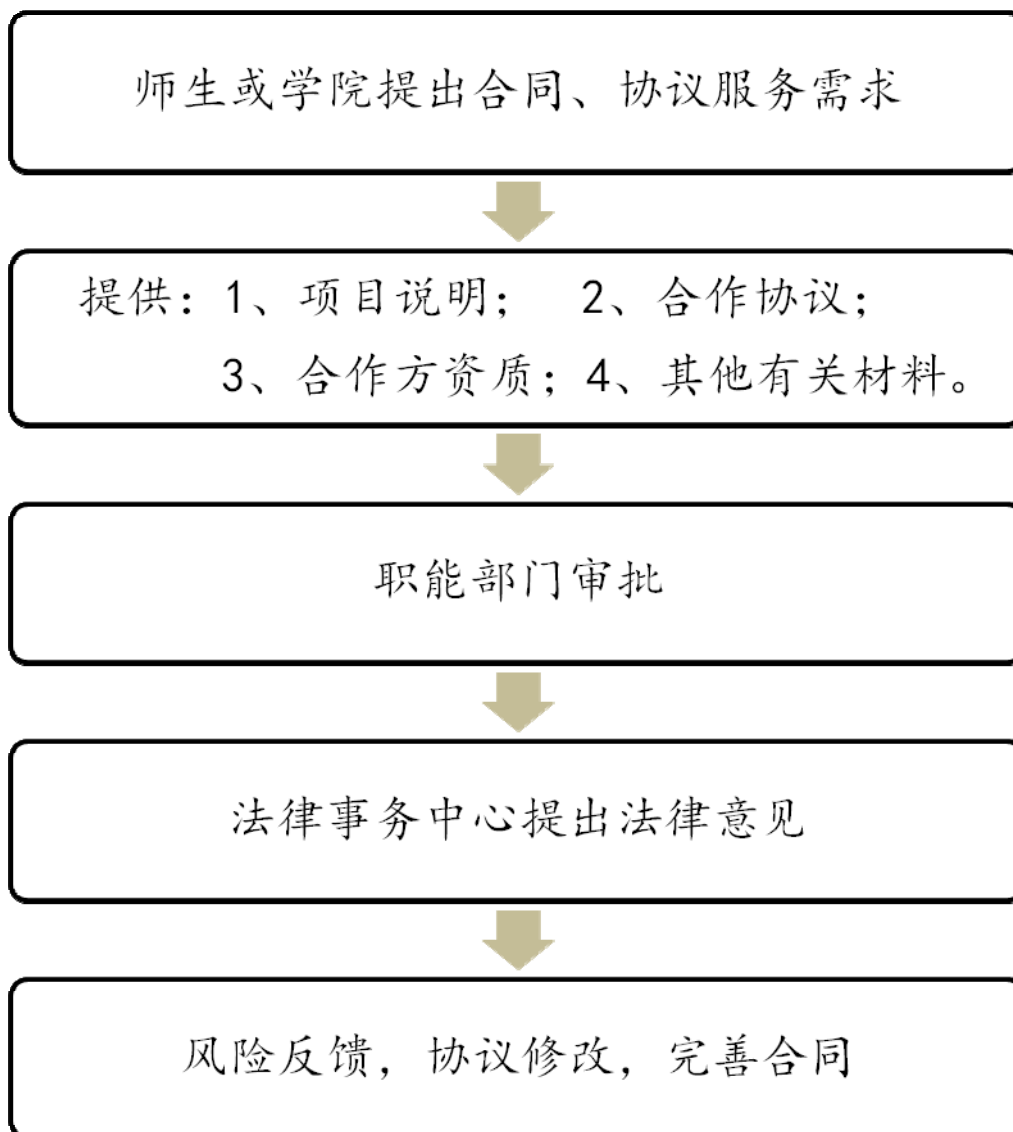 师生或学院提出合同、协议服务需求
提供：1、项目说明； 2、合作协议；
3、合作方资质；4、其他有关材料。
职能部门审批
法律事务中心提出法律意见
风险反馈，协议修改，完善合同